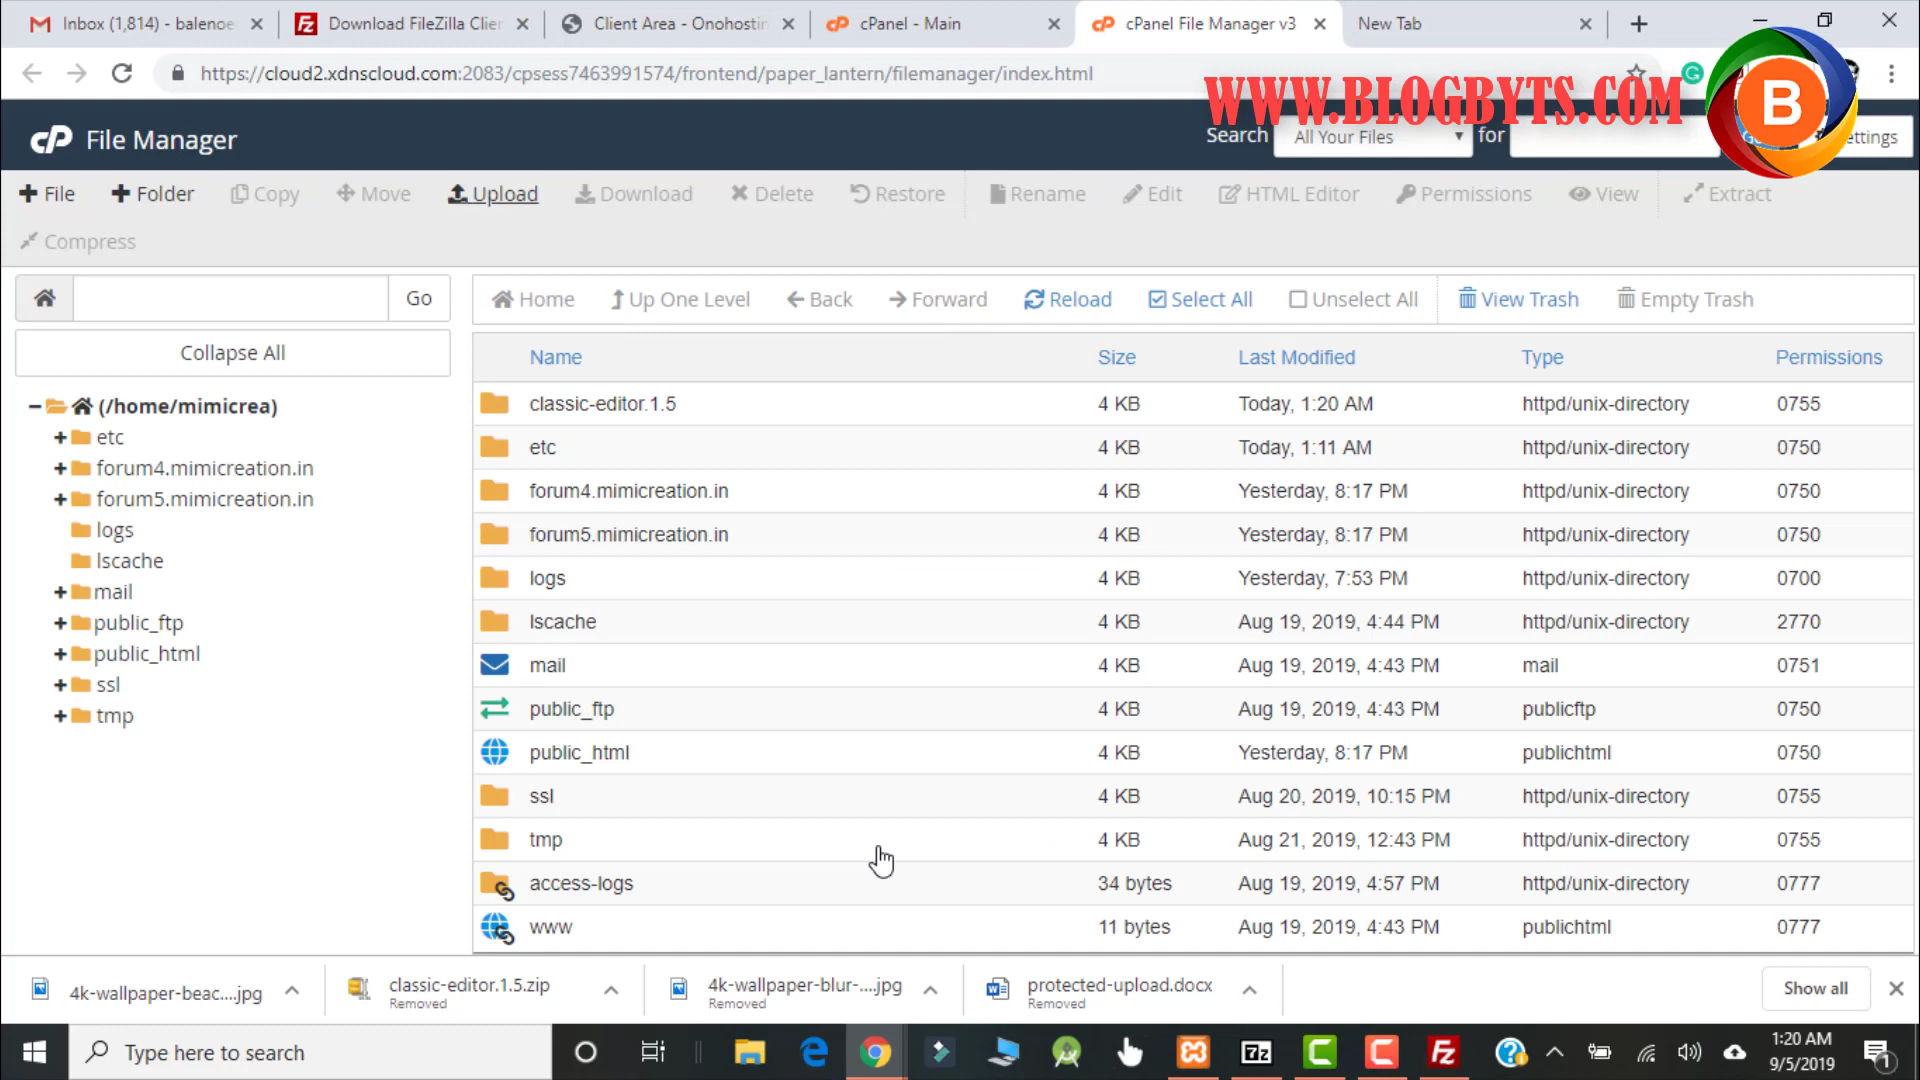 Inbox (1,814) - balenoe
Download FileZilla Clien
Client Area - Onohostin
cPanel - Main
cPanel File Manager v3
New Tab
https://cloud2.xdnscloud.com:2083/cpsess7463991574/frontend/paper_lantern/filemanager/index.html
WWW.BLOGBYTS.COM
B
cP File Manager
Search All Your Files for
ettings
File Folder Copy Move Upload Download Delete Restore Rename Edit HTML Editor Permissions View Extract
Compress
Go
Home Up One Level Back Forward Reload Select All Unselect All View Trash Empty Trash
Collapse All
(/home/mimicrea)
etc
forum4.mimicreation.in
forum5.mimicreation.in
logs
lscache
mail
public_ftp
public_html
ssl
tmp
Name Size Last Modified Type Permissions
classic-editor.1.5 4 KB Today, 1:20 AM httpd/unix-directory 0755
etc 4 KB Today, 1:11 AM httpd/unix-directory 0750
forum4.mimicreation.in 4 KB Yesterday, 8:17 PM httpd/unix-directory 0750
forum5.mimicreation.in 4 KB Yesterday, 8:17 PM httpd/unix-directory 0750
logs 4 KB Yesterday, 7:53 PM httpd/unix-directory 0700
lscache 4 KB Aug 19, 2019, 4:44 PM httpd/unix-directory 2770
mail 4 KB Aug 19, 2019, 4:43 PM mail 0751
public_ftp 4 KB Aug 19, 2019, 4:43 PM publicftp 0750
public_html 4 KB Yesterday, 8:17 PM publichtml 0750
ssl 4 KB Aug 20, 2019, 10:15 PM httpd/unix-directory 0755
tmp 4 KB Aug 21, 2019, 12:43 PM httpd/unix-directory 0755
access-logs 34 bytes Aug 19, 2019, 4:57 PM httpd/unix-directory 0777
www 11 bytes Aug 19, 2019, 4:43 PM publichtml 0777
4k-wallpaper-beac....jpg
classic-editor.1.5.zip
Removed
4k-wallpaper-blur-....jpg
Removed
protected-upload.docx
Removed
Show all
Type here to search
7z
Fz
1:20 AM
9/5/2019
1